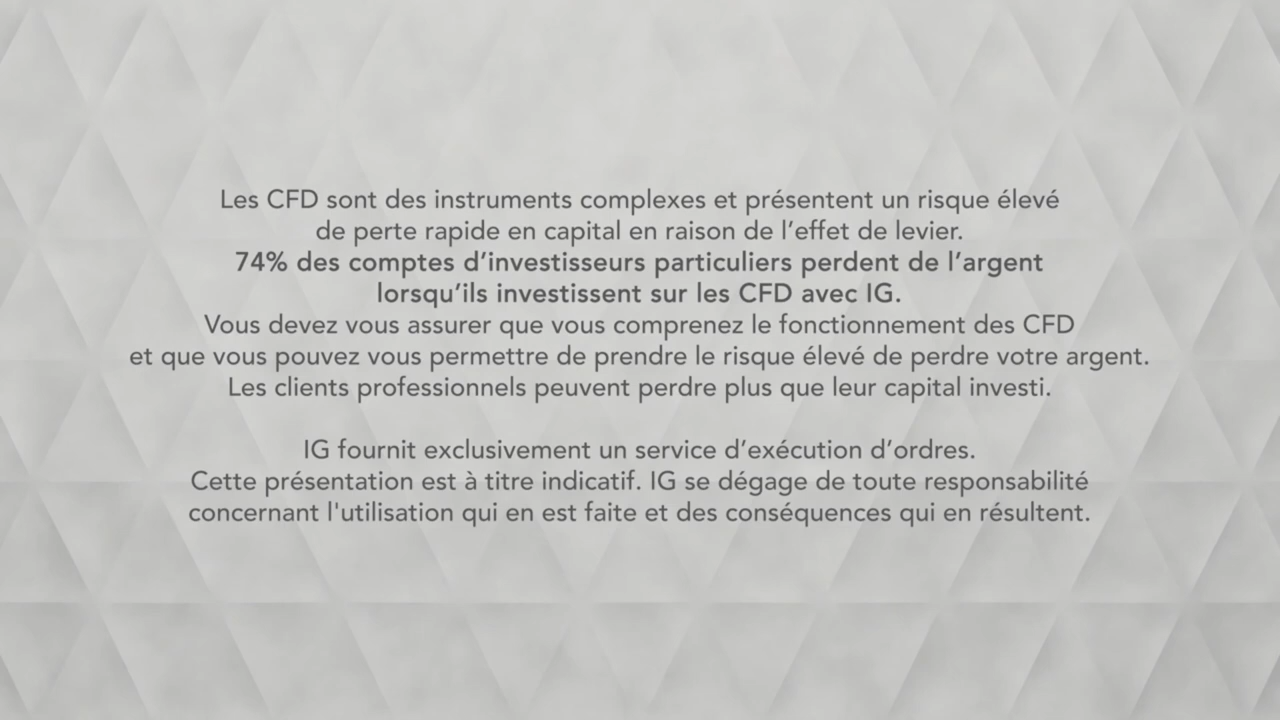 Les CFD sont des instruments complexes et présentent un risque élevé
de perte rapide en capital en raison de l’effet de levier.
74% des comptes d’investisseurs particuliers perdent de l’argent
lorsqu’ils investissent sur les CFD avec IG.
Vous devez vous assurer que vous comprenez le fonctionnement des CFD
et que vous pouvez vous permettre de prendre le risque élevé de perdre votre argent.
Les clients professionnels peuvent perdre plus que leur capital investi.
IG fournit exclusivement un service d’exécution d’ordres.
Cette présentation est à titre indicatif. IG se dégage de toute responsabilité
concernant l'utilisation qui en est faite et des conséquences qui en résultent.